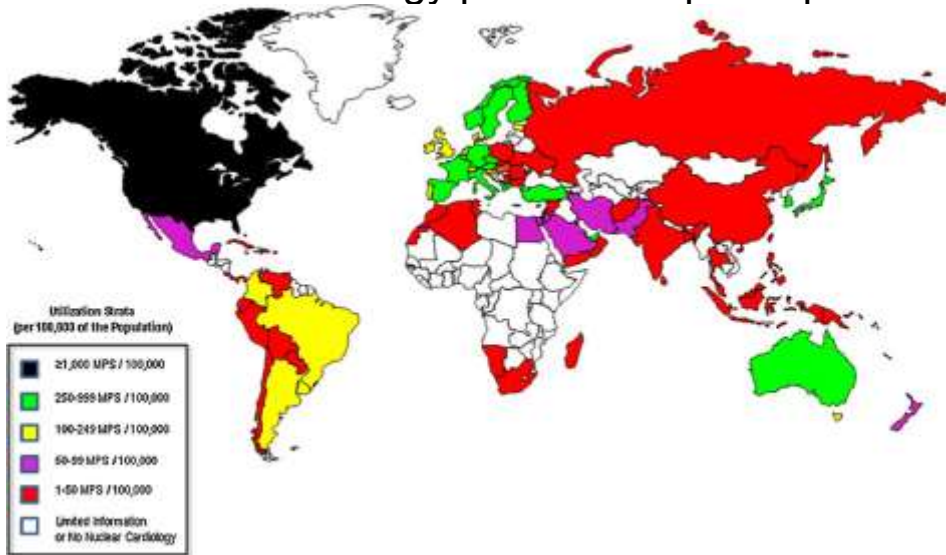 Utilization Strata
(per 100,000 of the Population)
≥1,000 MPS / 100,000
250-999 MPS / 100,000
100-249 MPS / 100,000
50-99 MPS / 100,000
1-50 MPS / 100,000
Limited Information
or No Nuclear Cardiology